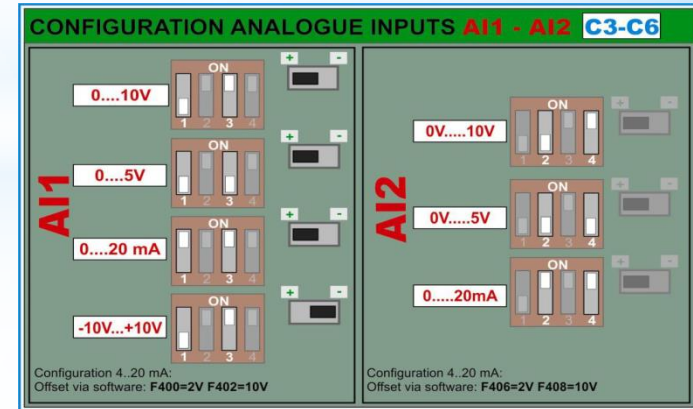 CONFIGURATION ANALOGUE INPUTS AI1 - AI2 C3-C6
AI1
0....10V
ON
1 2 3 4
+ -
0....5V
ON
1 2 3 4
+ -
0....20 mA
ON
1 2 3 4
+ -
-10V...+10V
ON
1 2 3 4
+ -
Configuration 4..20 mA:
Offset via software: F400=2V F402=10V
AI2
0V.....10V
ON
1 2 3 4
+ -
0V.....5V
ON
1 2 3 4
+ -
0.....20mA
ON
1 2 3 4
+ -
Configuration 4..20 mA:
Offset via software: F406=2V F408=10V